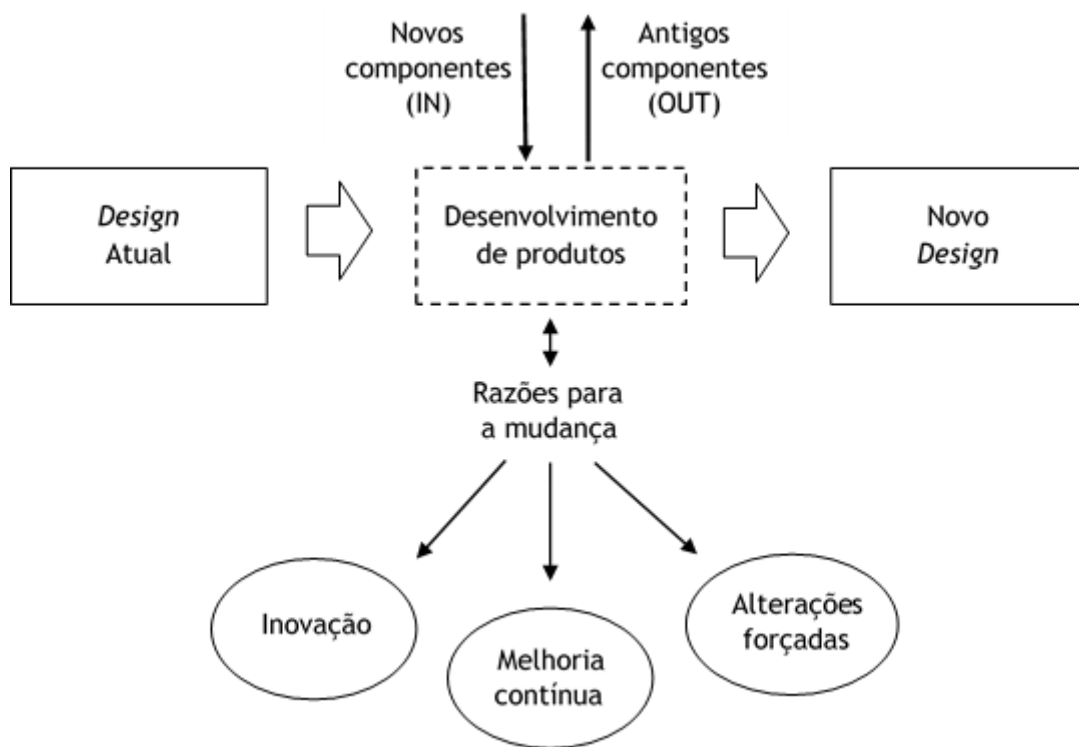 Novos
componentes
(IN)
Antigos
componentes
(OUT)
Design
Atual
Desenvolvimento
de produtos
Novo
Design
Razões para
a mudança
Inovação
Melhoria
contínua
Alterações
forçadas